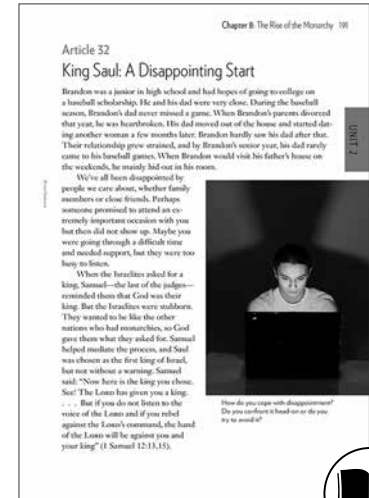 Chapter 8: The Rise of the Monarchy 191
Article 32
King Saul: A Disappointing Start
Brandon was a junior in high school and had hopes of going to college on
a baseball scholarship. He and his dad were very close. During the baseball
season, Brandon's dad never missed a game. When Brandon's parents divorced
that year, he was heartbroken. His dad moved out of the house and started dat-
ing another woman a few months later. Brandon hardly saw his dad after that.
Their relationship grew strained, and by Brandon's senior year, his dad rarely
came to his baseball games. When Brandon would visit his father's house on
the weekends, he mainly hid out in his room.
UNIT 2
We've all been disappointed by
people we care about, whether family
members or close friends. Perhaps
someone promised to attend an ex-
tremely important occasion with you
but then did not show up. Maybe you
were going through a difficult time
and needed support, but they were too
busy to listen.
When the Israelites asked for a
king, Samuel—the last of the judges—
reminded them that God was their
king. But the Israelites were stubborn.
They wanted to be like the other
nations who had monarchies, so God
gave them what they asked for. Samuel
helped mediate the process, and Saul
was chosen as the first king of Israel,
but not without a warning. Samuel
said: "Now here is the king you chose.
See! The LORD has given you a king.
. . . But if you do not listen to the
voice of the LORD and if you rebel
against the LORD's command, the hand
of the LORD will be against you and
your king" (1 Samuel 12:13,15).
How do you cope with disappointment?
Do you confront it head-on or do you
try to avoid it?